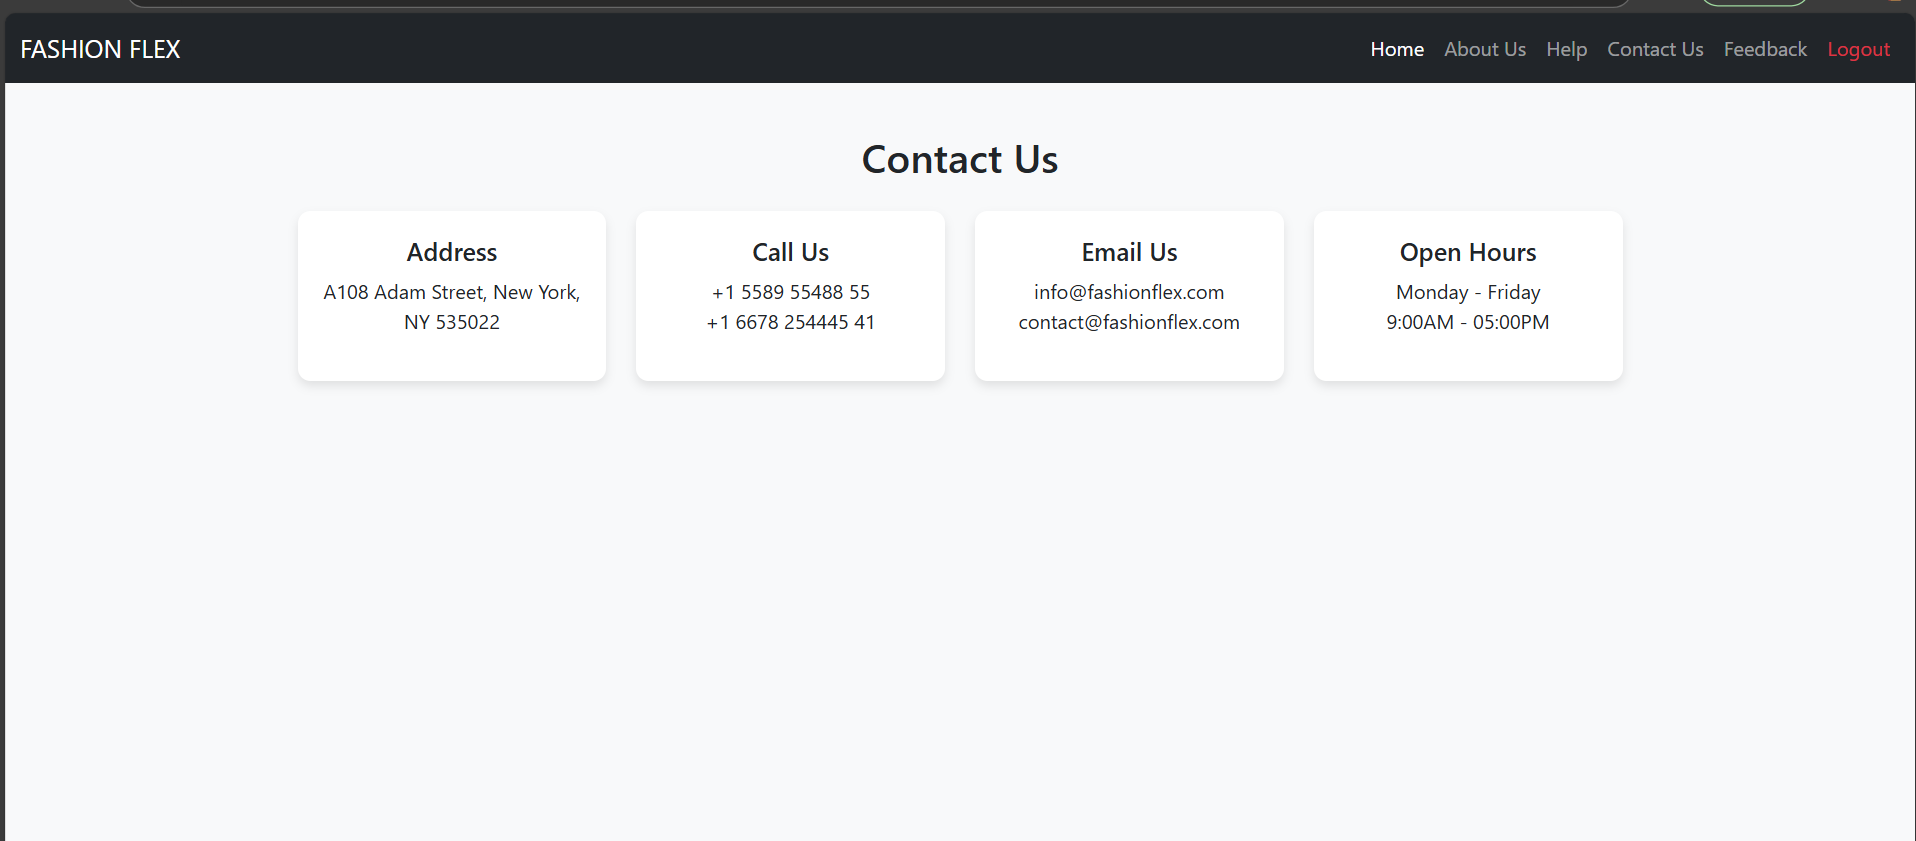 FASHION FLEX
Home About Us Help Contact Us Feedback Logout
Contact Us
Address
A108 Adam Street, New York,
NY 535022
Call Us
+1 5589 55488 55
+1 6678 254445 41
Email Us
info@fashionflex.com
contact@fashionflex.com
Open Hours
Monday - Friday
9:00AM - 05:00PM